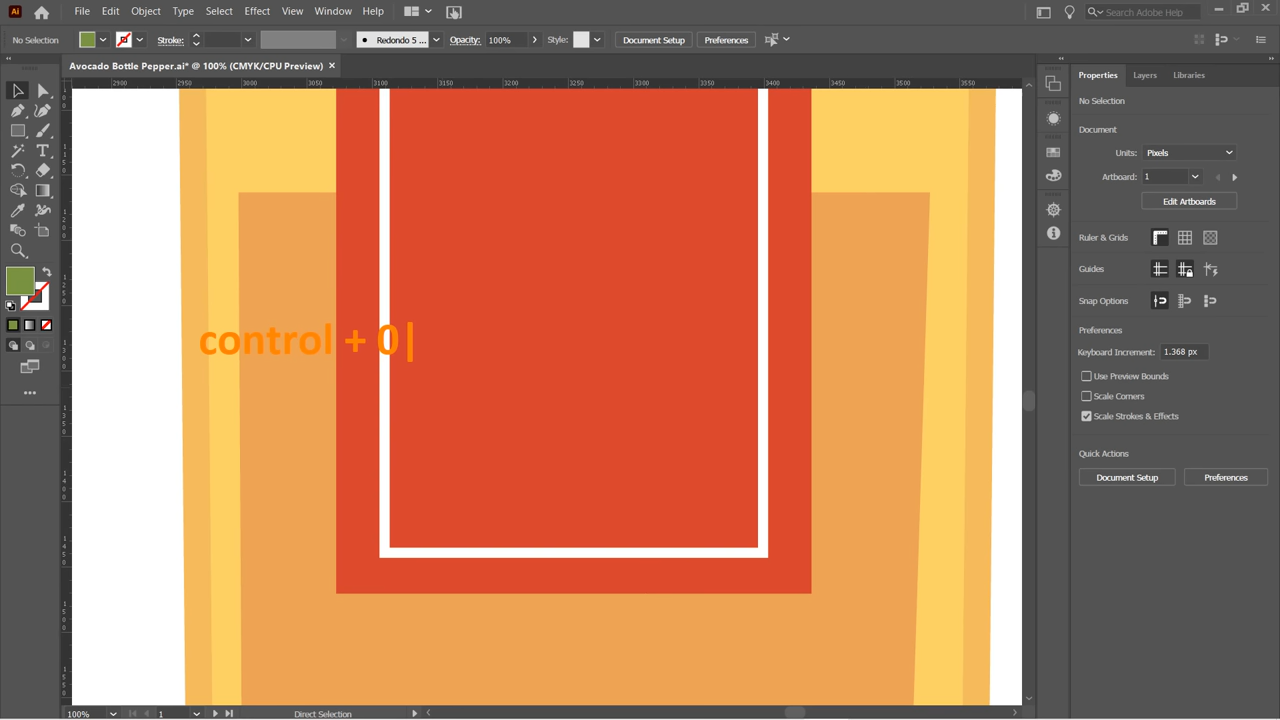 Ai File Edit Object Type Select Effect View Window Help Search Adobe Help
No Selection Stroke: Redondo 5 ... Opacity: 100% Style: Document Setup Preferences
Avocado Bottle Pepper.ai* @ 100% (CMYK/CPU Preview) ×
2900 2950 3000 3050 3100 3150 3200 3250 3300 3350 3400 3450 3500 3550
Properties Layers Libraries
No Selection
Document
Units: Pixels
Artboard: 1
Edit Artboards
Ruler & Grids
Guides
Snap Options
Preferences
Keyboard Increment: 1.368 px
Use Preview Bounds
Scale Corners
Scale Strokes & Effects
Quick Actions
Document Setup Preferences
control + 0|
100% 1 Direct Selection